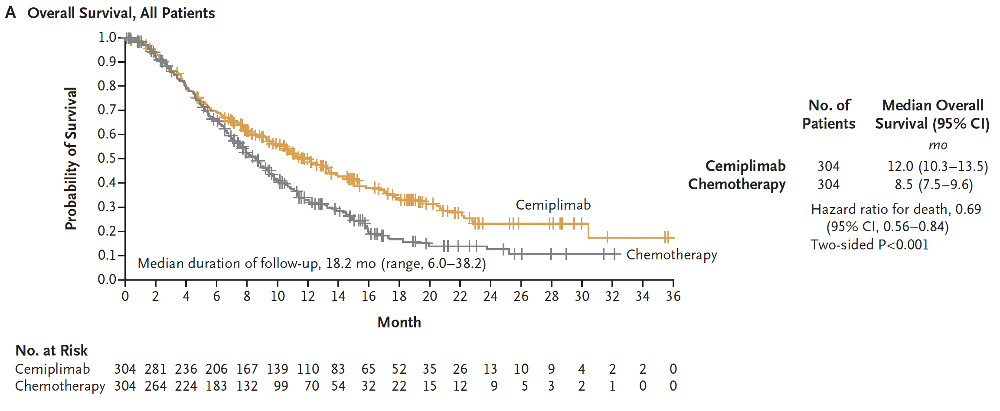 A Overall Survival, All Patients
1.0
0.9
0.8
0.7
0.6
0.5
0.4
0.3
0.2
0.1
0.0
Probability of Survival
Cemiplimab
Chemotherapy
Median duration of follow-up, 18.2 mo (range, 6.0–38.2)
0 2 4 6 8 10 12 14 16 18 20 22 24 26 28 30 32 34 36
Month
No. of Patients
Median Overall Survival (95% CI)
mo
Cemiplimab 304 12.0 (10.3–13.5)
Chemotherapy 304 8.5 (7.5–9.6)
Hazard ratio for death, 0.69
(95% CI, 0.56–0.84)
Two-sided P<0.001
No. at Risk
Cemiplimab 304 281 236 206 167 139 110 83 65 52 35 26 13 10 9 4 2 2 0
Chemotherapy 304 264 224 183 132 99 70 54 32 22 15 12 9 5 3 2 1 0 0